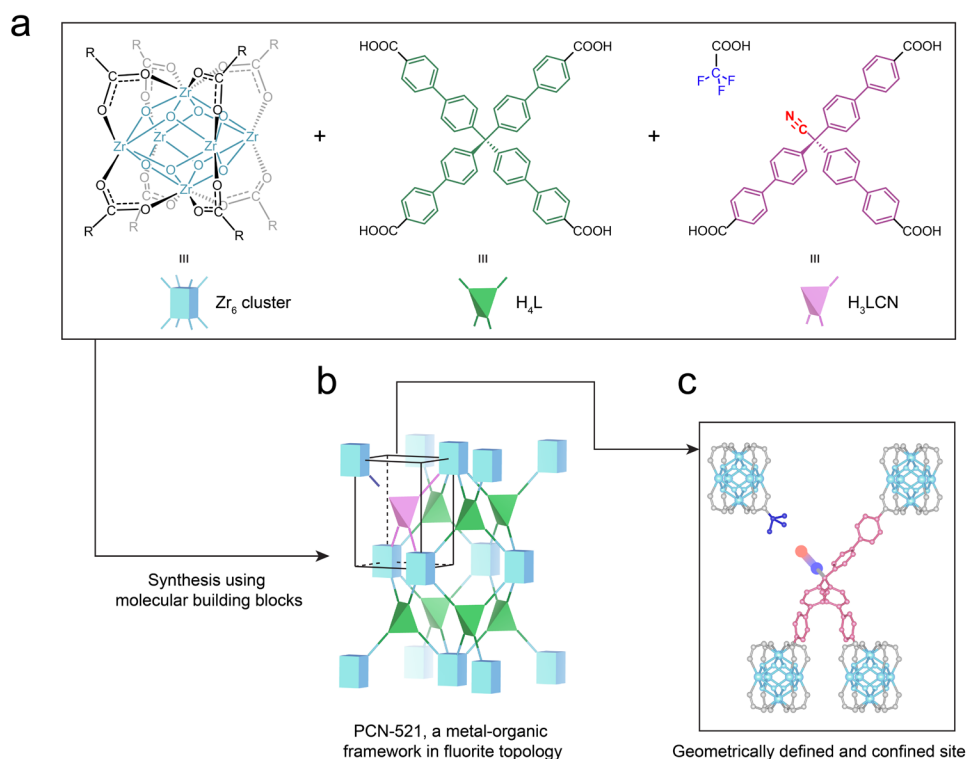 a
R R R R
O O O O
C C C C
Zr
Zr Zr Zr Zr
Zr
C C C C
R R R R
+
HOOC COOH
HOOC COOH
+
COOH
C
F F
F
COOH
N
C
HOOC COOH
≡ ≡ ≡
Zr6 cluster
H4L
H3LCN
b
c
Synthesis using
molecular building blocks
PCN-521, a metal-organic
framework in fluorite topology
Geometrically defined and confined site